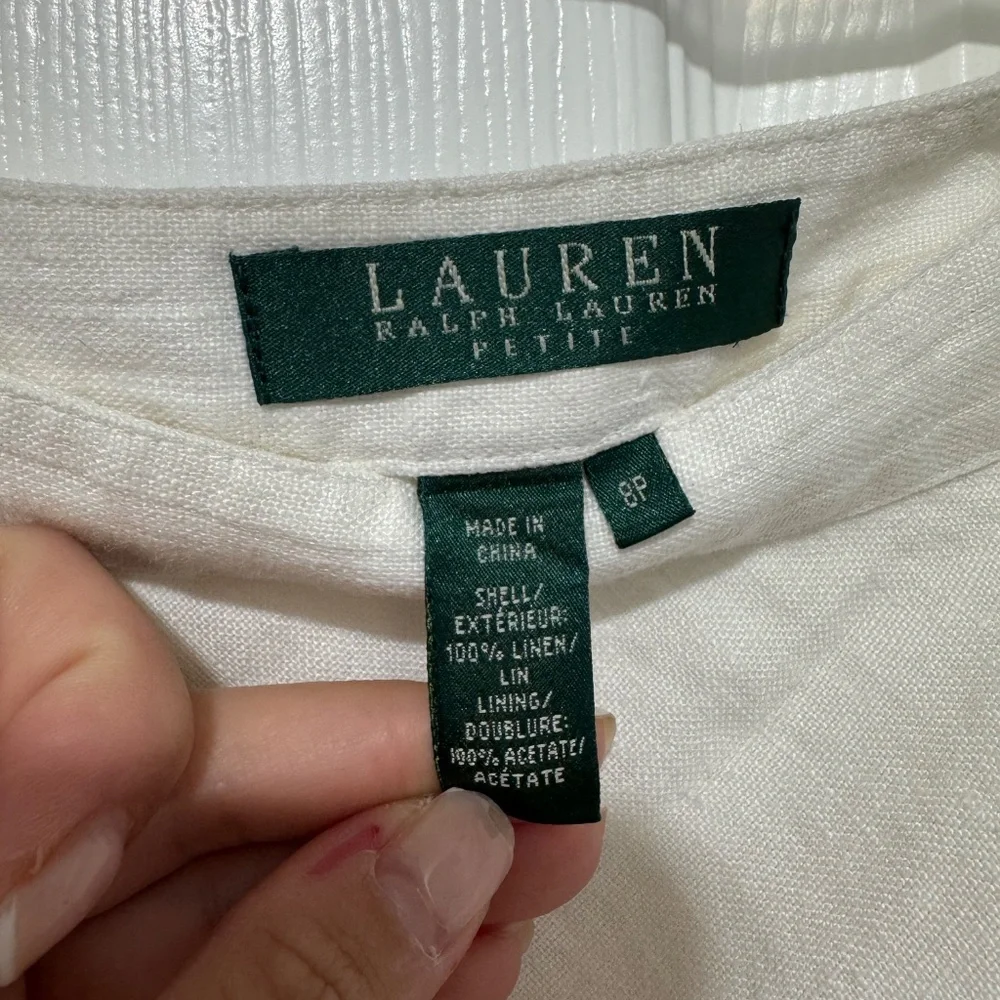 LAUREN
RALPH LAUREN
PETITE
8P
MADE IN
CHINA
SHELL/
EXTÉRIEUR:
100% LINEN/
LIN
LINING/
DOUBLURE:
100% ACETATE/
ACÉTATE